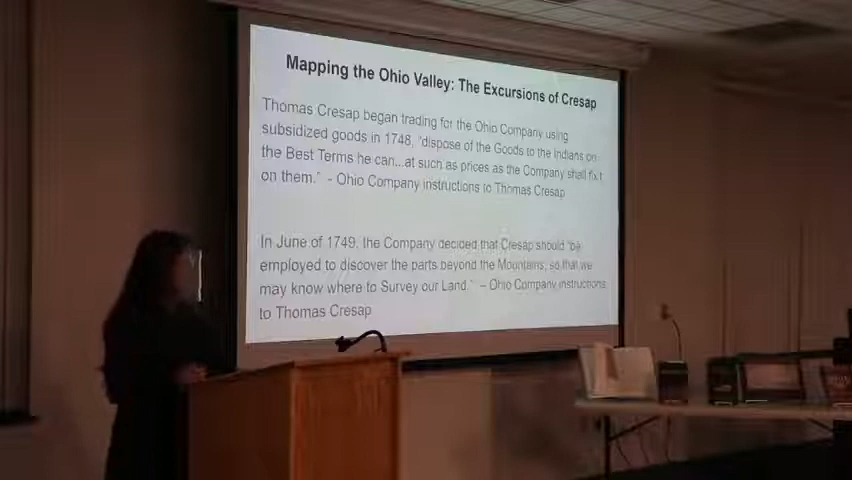 Mapping the Ohio Valley: The Excursions of Cresap
Thomas Cresap began trading for the Ohio Company using
subsidized goods in 1748, "dispose of the Goods to the Indians on
the Best Terms he can...at such as prices as the Company shall fix
on them." - Ohio Company instructions to Thomas Cresap
In June of 1749, the Company decided that Cresap should "be
employed to discover the parts beyond the Mountains, so that we
may know where to Survey our Land." – Ohio Company instructions
to Thomas Cresap